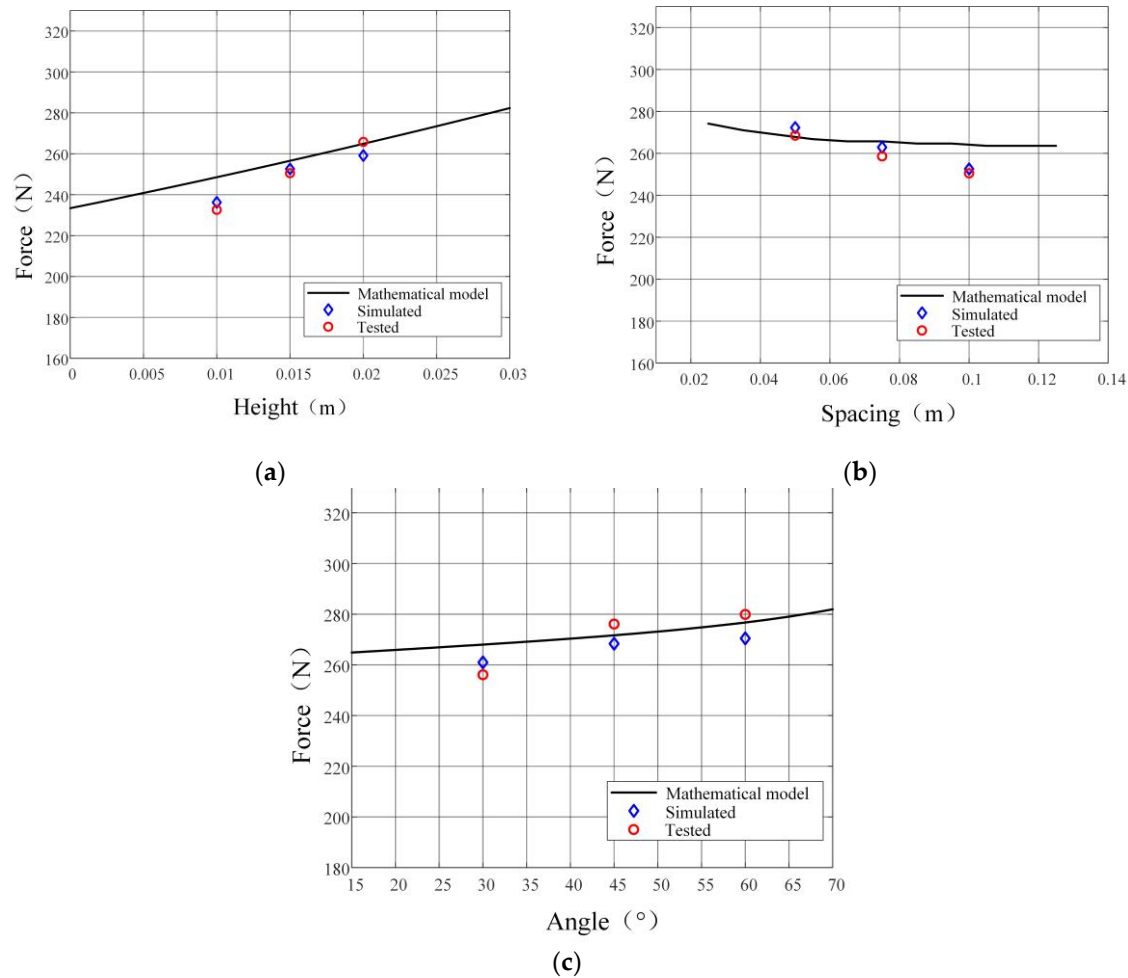 320
300
280
260
240
220
200
180
160
Force（N）
0
0.005
0.01
0.015
0.02
0.025
0.03
Height（m）
Mathematical model
Simulated
Tested
(a)
320
300
280
260
240
220
200
180
160
Force（N）
0.02
0.04
0.06
0.08
0.1
0.12
0.14
Spacing（m）
Mathematical model
Simulated
Tested
(b)
320
300
280
260
240
220
200
180
Force（N）
15
20
25
30
35
40
45
50
55
60
65
70
Angle（°）
Mathematical model
Simulated
Tested
(c)